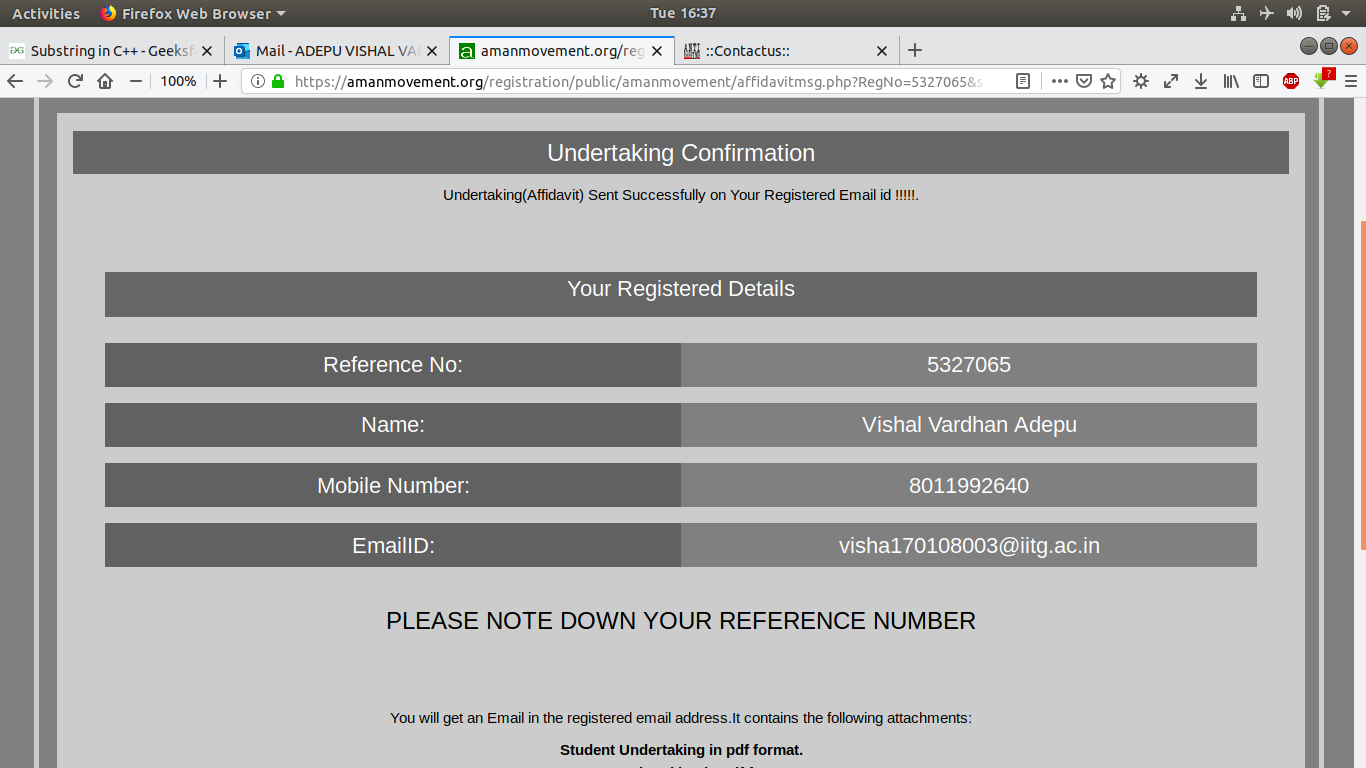 Activities Firefox Web Browser Tue 16:37
Substring in C++ - Geeksf Mail - ADEPU VISHAL VA amanmovement.org/reg ::Contactus::
100% https://amanmovement.org/registration/public/amanmovement/affidavitmsg.php?RegNo=5327065&s ABP ?
Undertaking Confirmation
Undertaking(Affidavit) Sent Successfully on Your Registered Email id !!!!!.
Your Registered Details
Reference No: 5327065
Name: Vishal Vardhan Adepu
Mobile Number: 8011992640
EmailID: visha170108003@iitg.ac.in
PLEASE NOTE DOWN YOUR REFERENCE NUMBER
You will get an Email in the registered email address.It contains the following attachments:
Student Undertaking in pdf format.